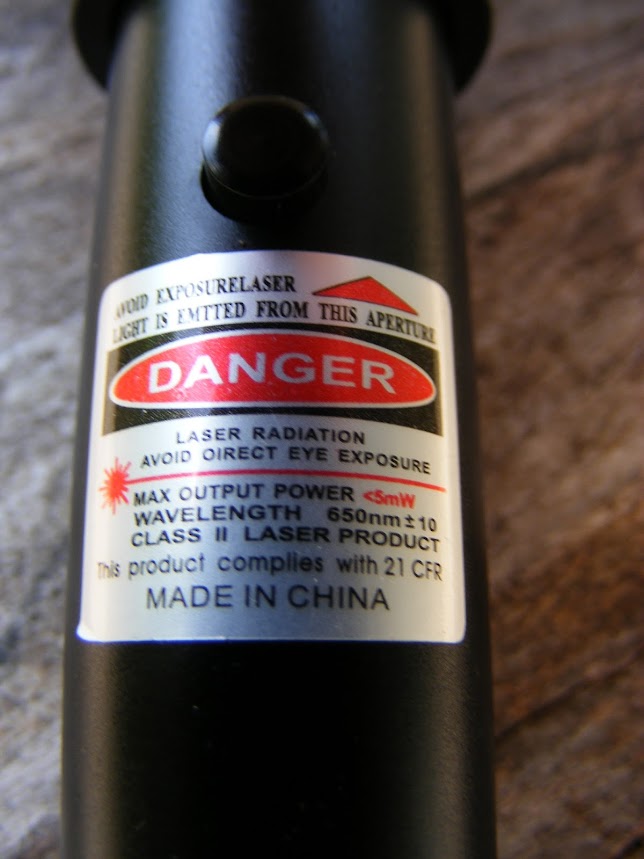 AVOID EXPOSURELASER
LIGHT IS EMTTED FROM THIS APERTURE
DANGER
LASER RADIATION
AVOID OIRECT EYE EXPOSURE
MAX OUTPUT POWER <5mW
WAVELENGTH 650nm±10
CLASS II LASER PRODUCT
This product complies with 21 CFR
MADE IN CHINA